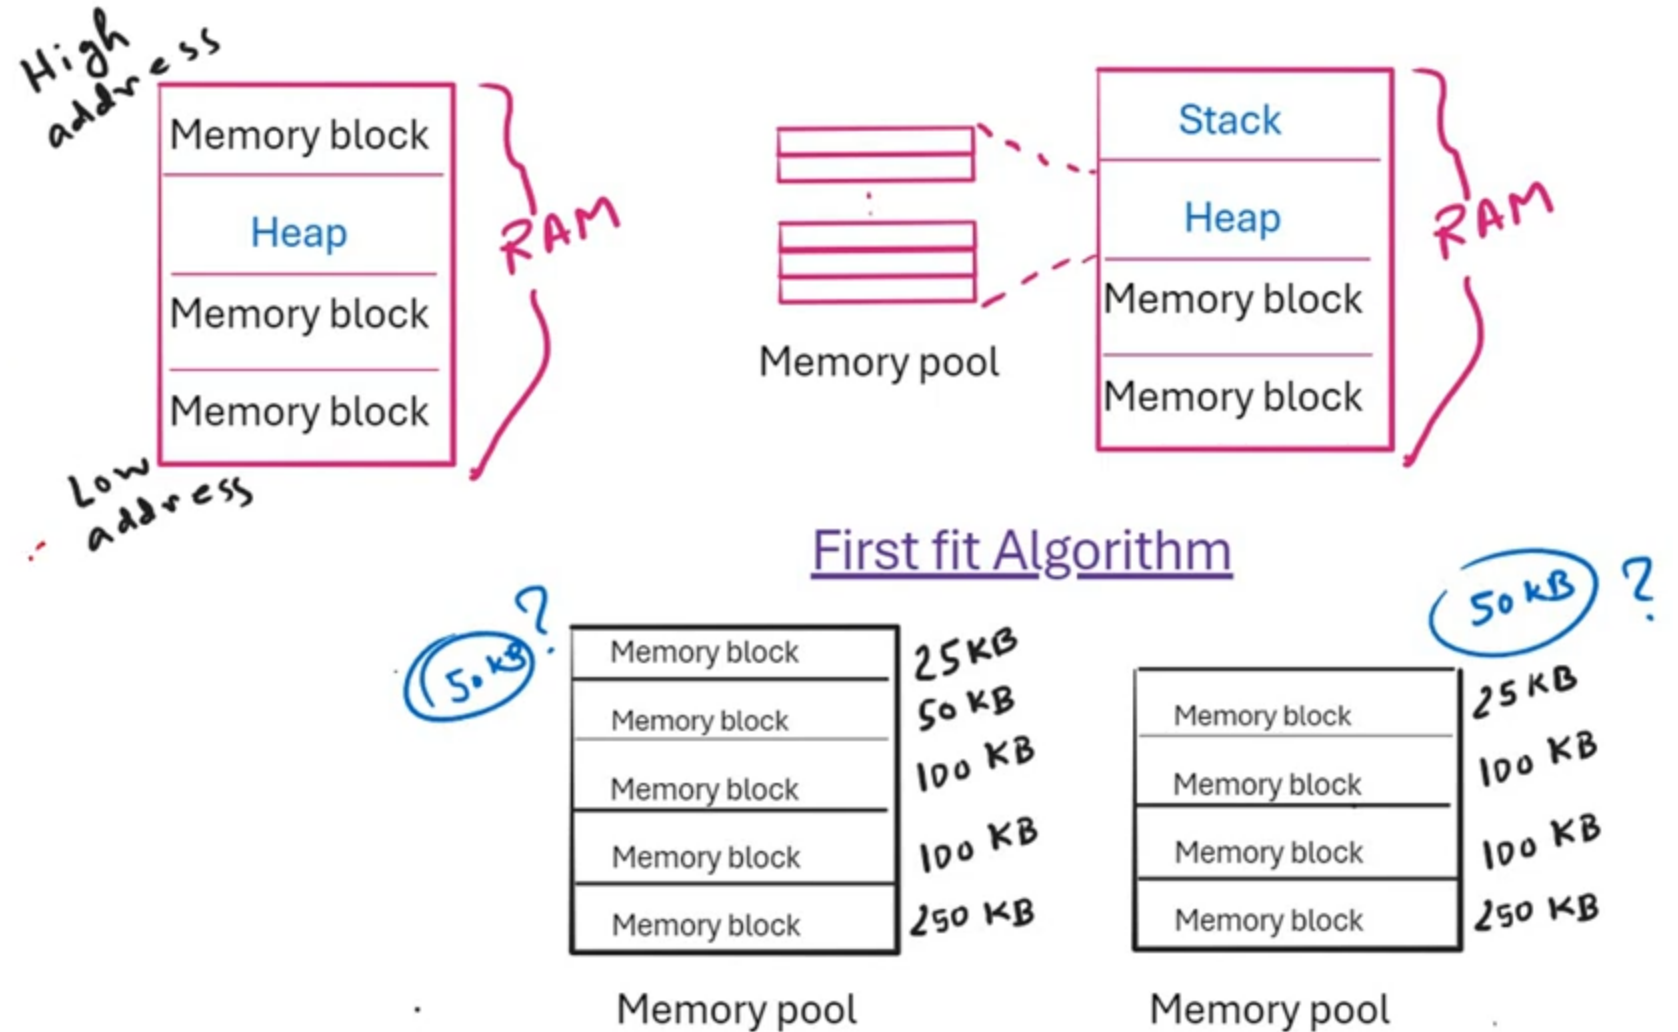 High
address
Memory block
Heap
Memory block
Memory block
RAM
Low
address
Memory pool
Stack
Heap
Memory block
Memory block
RAM
First fit Algorithm
50 KB ?
Memory block 25 KB
Memory block 50 KB
Memory block 100 KB
Memory block 100 KB
Memory block 250 KB
Memory pool
50 KB ?
Memory block 25 KB
Memory block 100 KB
Memory block 100 KB
Memory block 250 KB
Memory pool